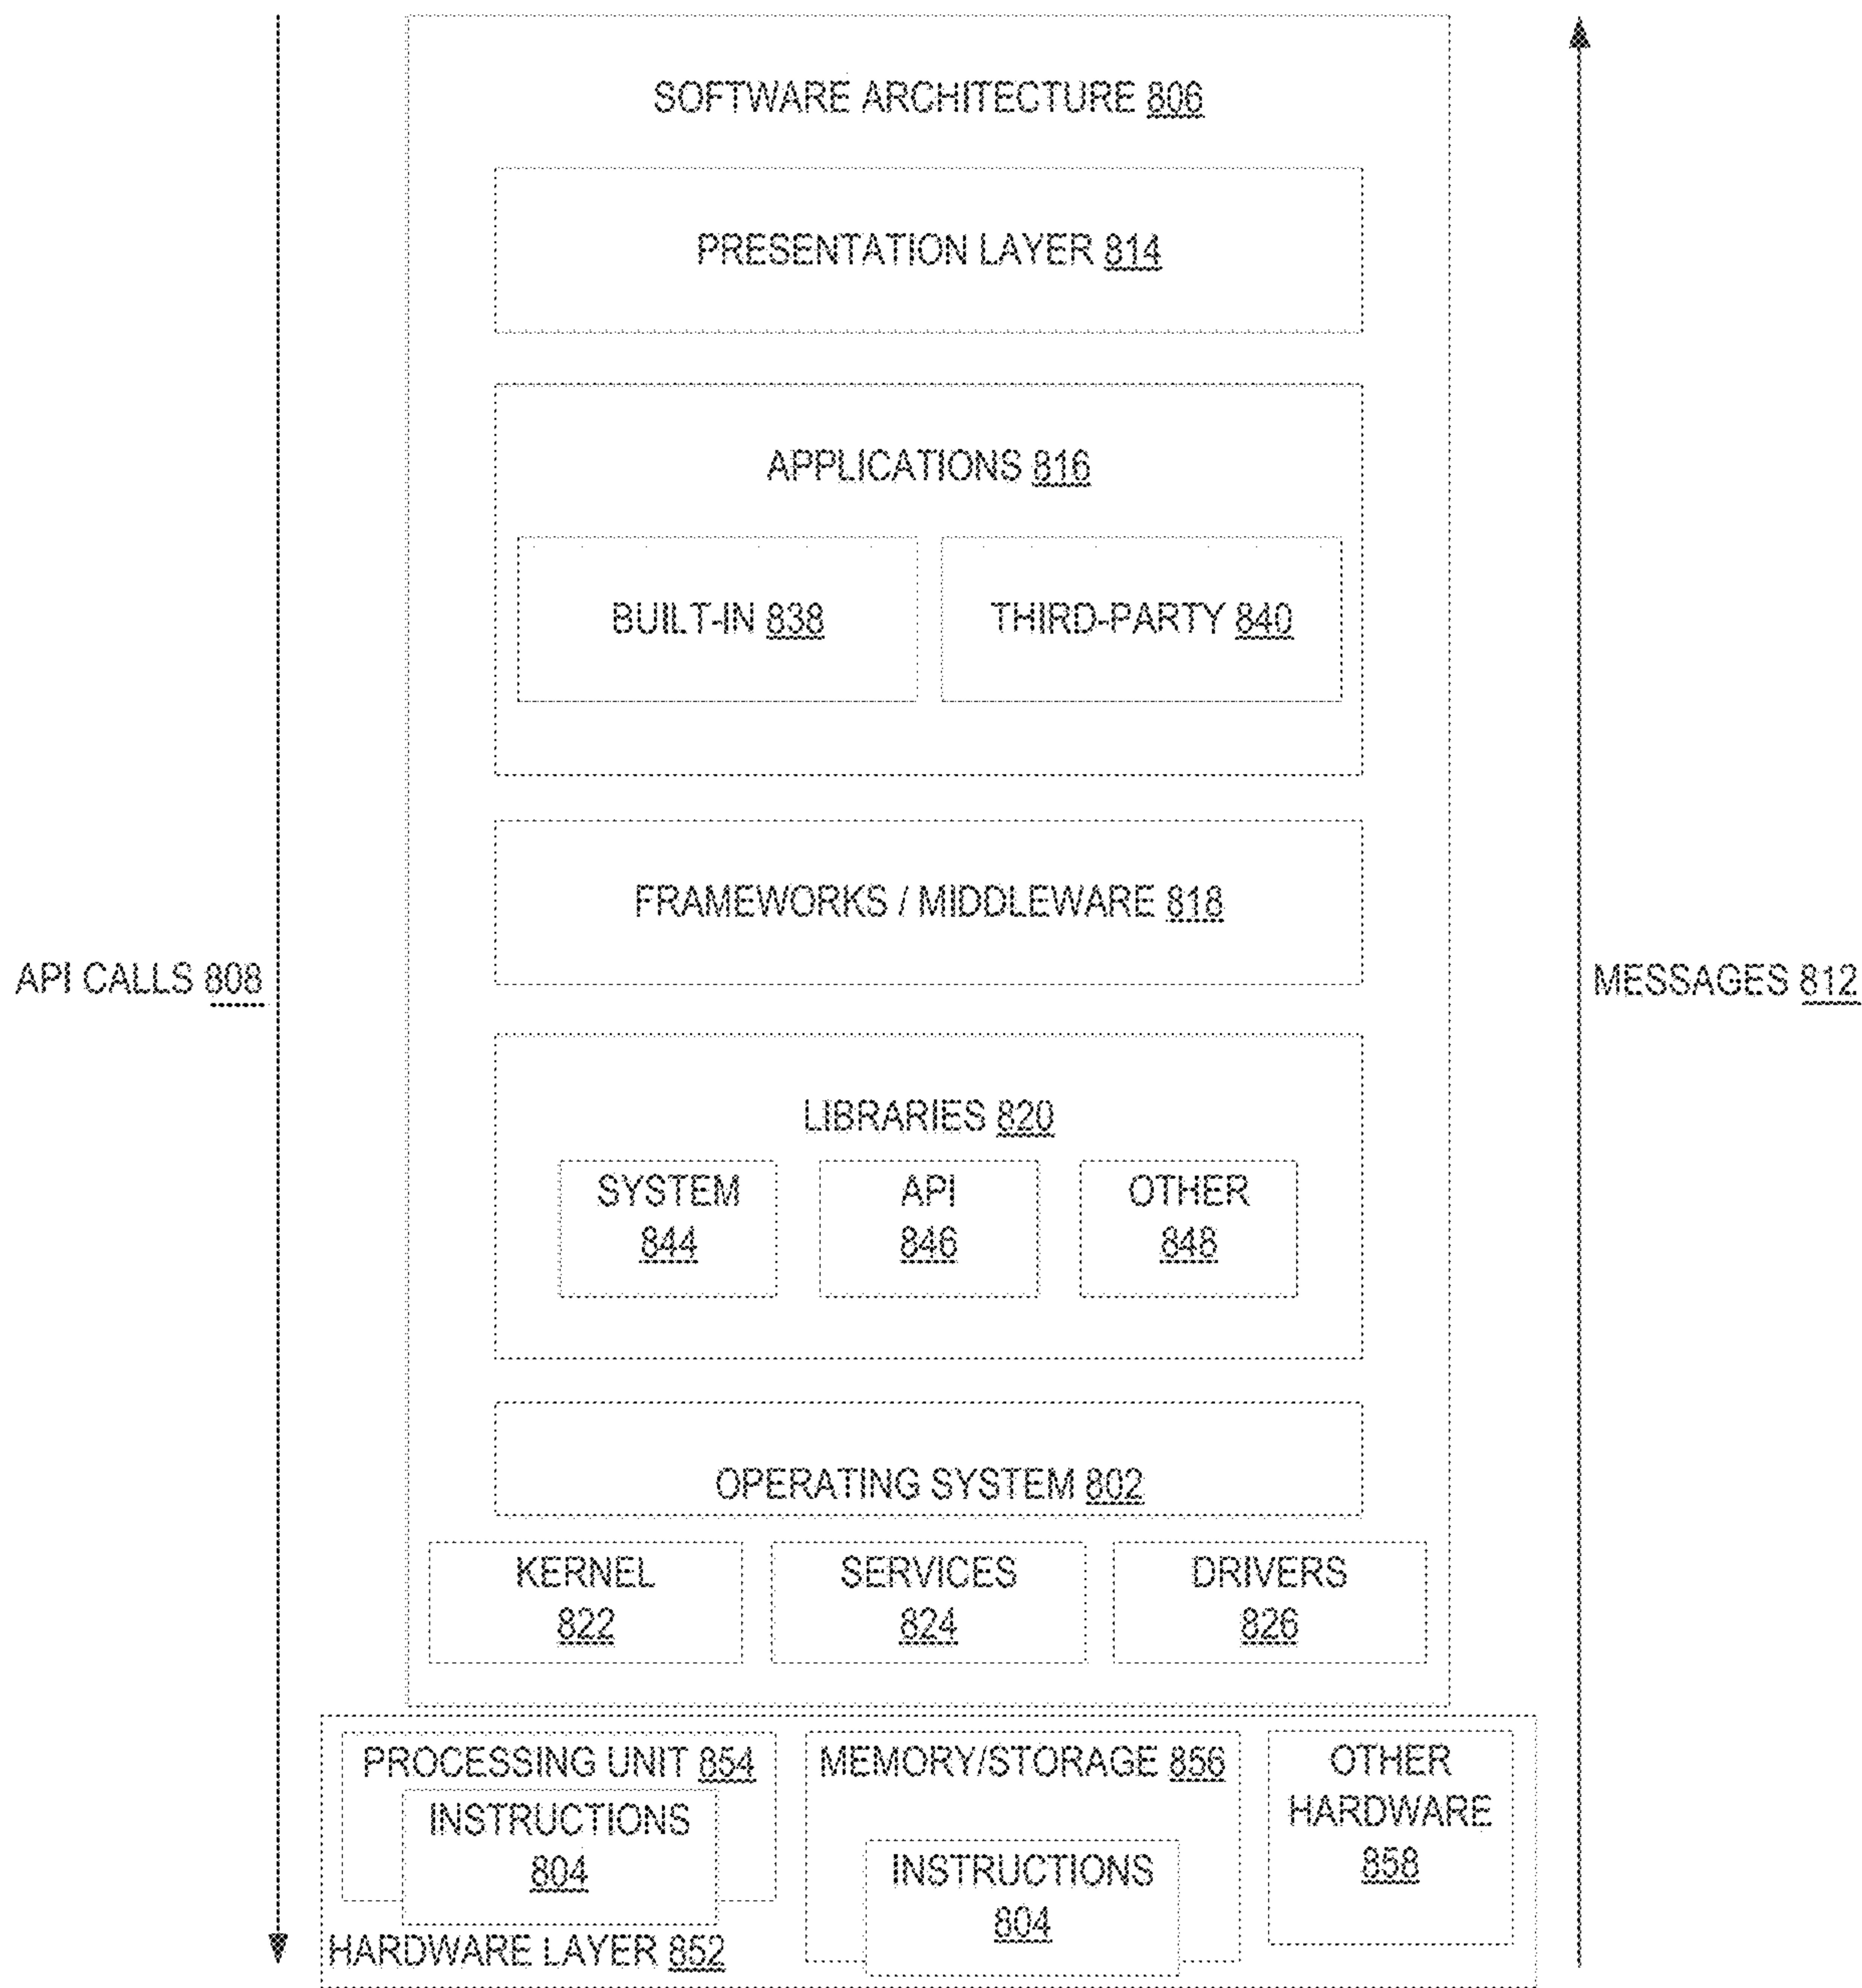 SOFTWARE ARCHITECTURE 806
PRESENTATION LAYER 814
APPLICATIONS 816
BUILT-IN 838
THIRD-PARTY 840
FRAMEWORKS / MIDDLEWARE 818
API CALLS 808
MESSAGES 812
LIBRARIES 820
SYSTEM
844
API
846
OTHER
848
OPERATING SYSTEM 802
KERNEL
822
SERVICES
824
DRIVERS
826
PROCESSING UNIT 854
INSTRUCTIONS
804
MEMORY/STORAGE 856
INSTRUCTIONS
804
OTHER
HARDWARE
858
HARDWARE LAYER 852